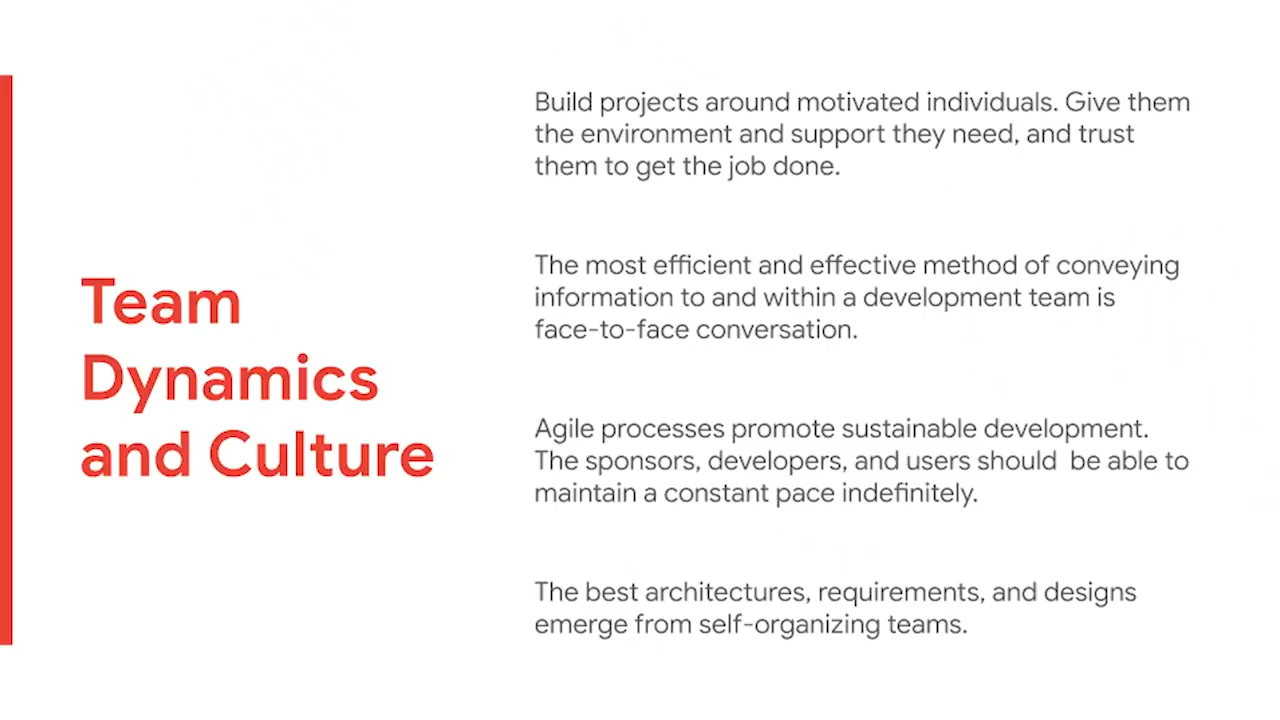 Team
Dynamics
and Culture
Build projects around motivated individuals. Give them
the environment and support they need, and trust
them to get the job done.
The most efficient and effective method of conveying
information to and within a development team is
face-to-face conversation.
Agile processes promote sustainable development.
The sponsors, developers, and users should be able to
maintain a constant pace indefinitely.
The best architectures, requirements, and designs
emerge from self-organizing teams.